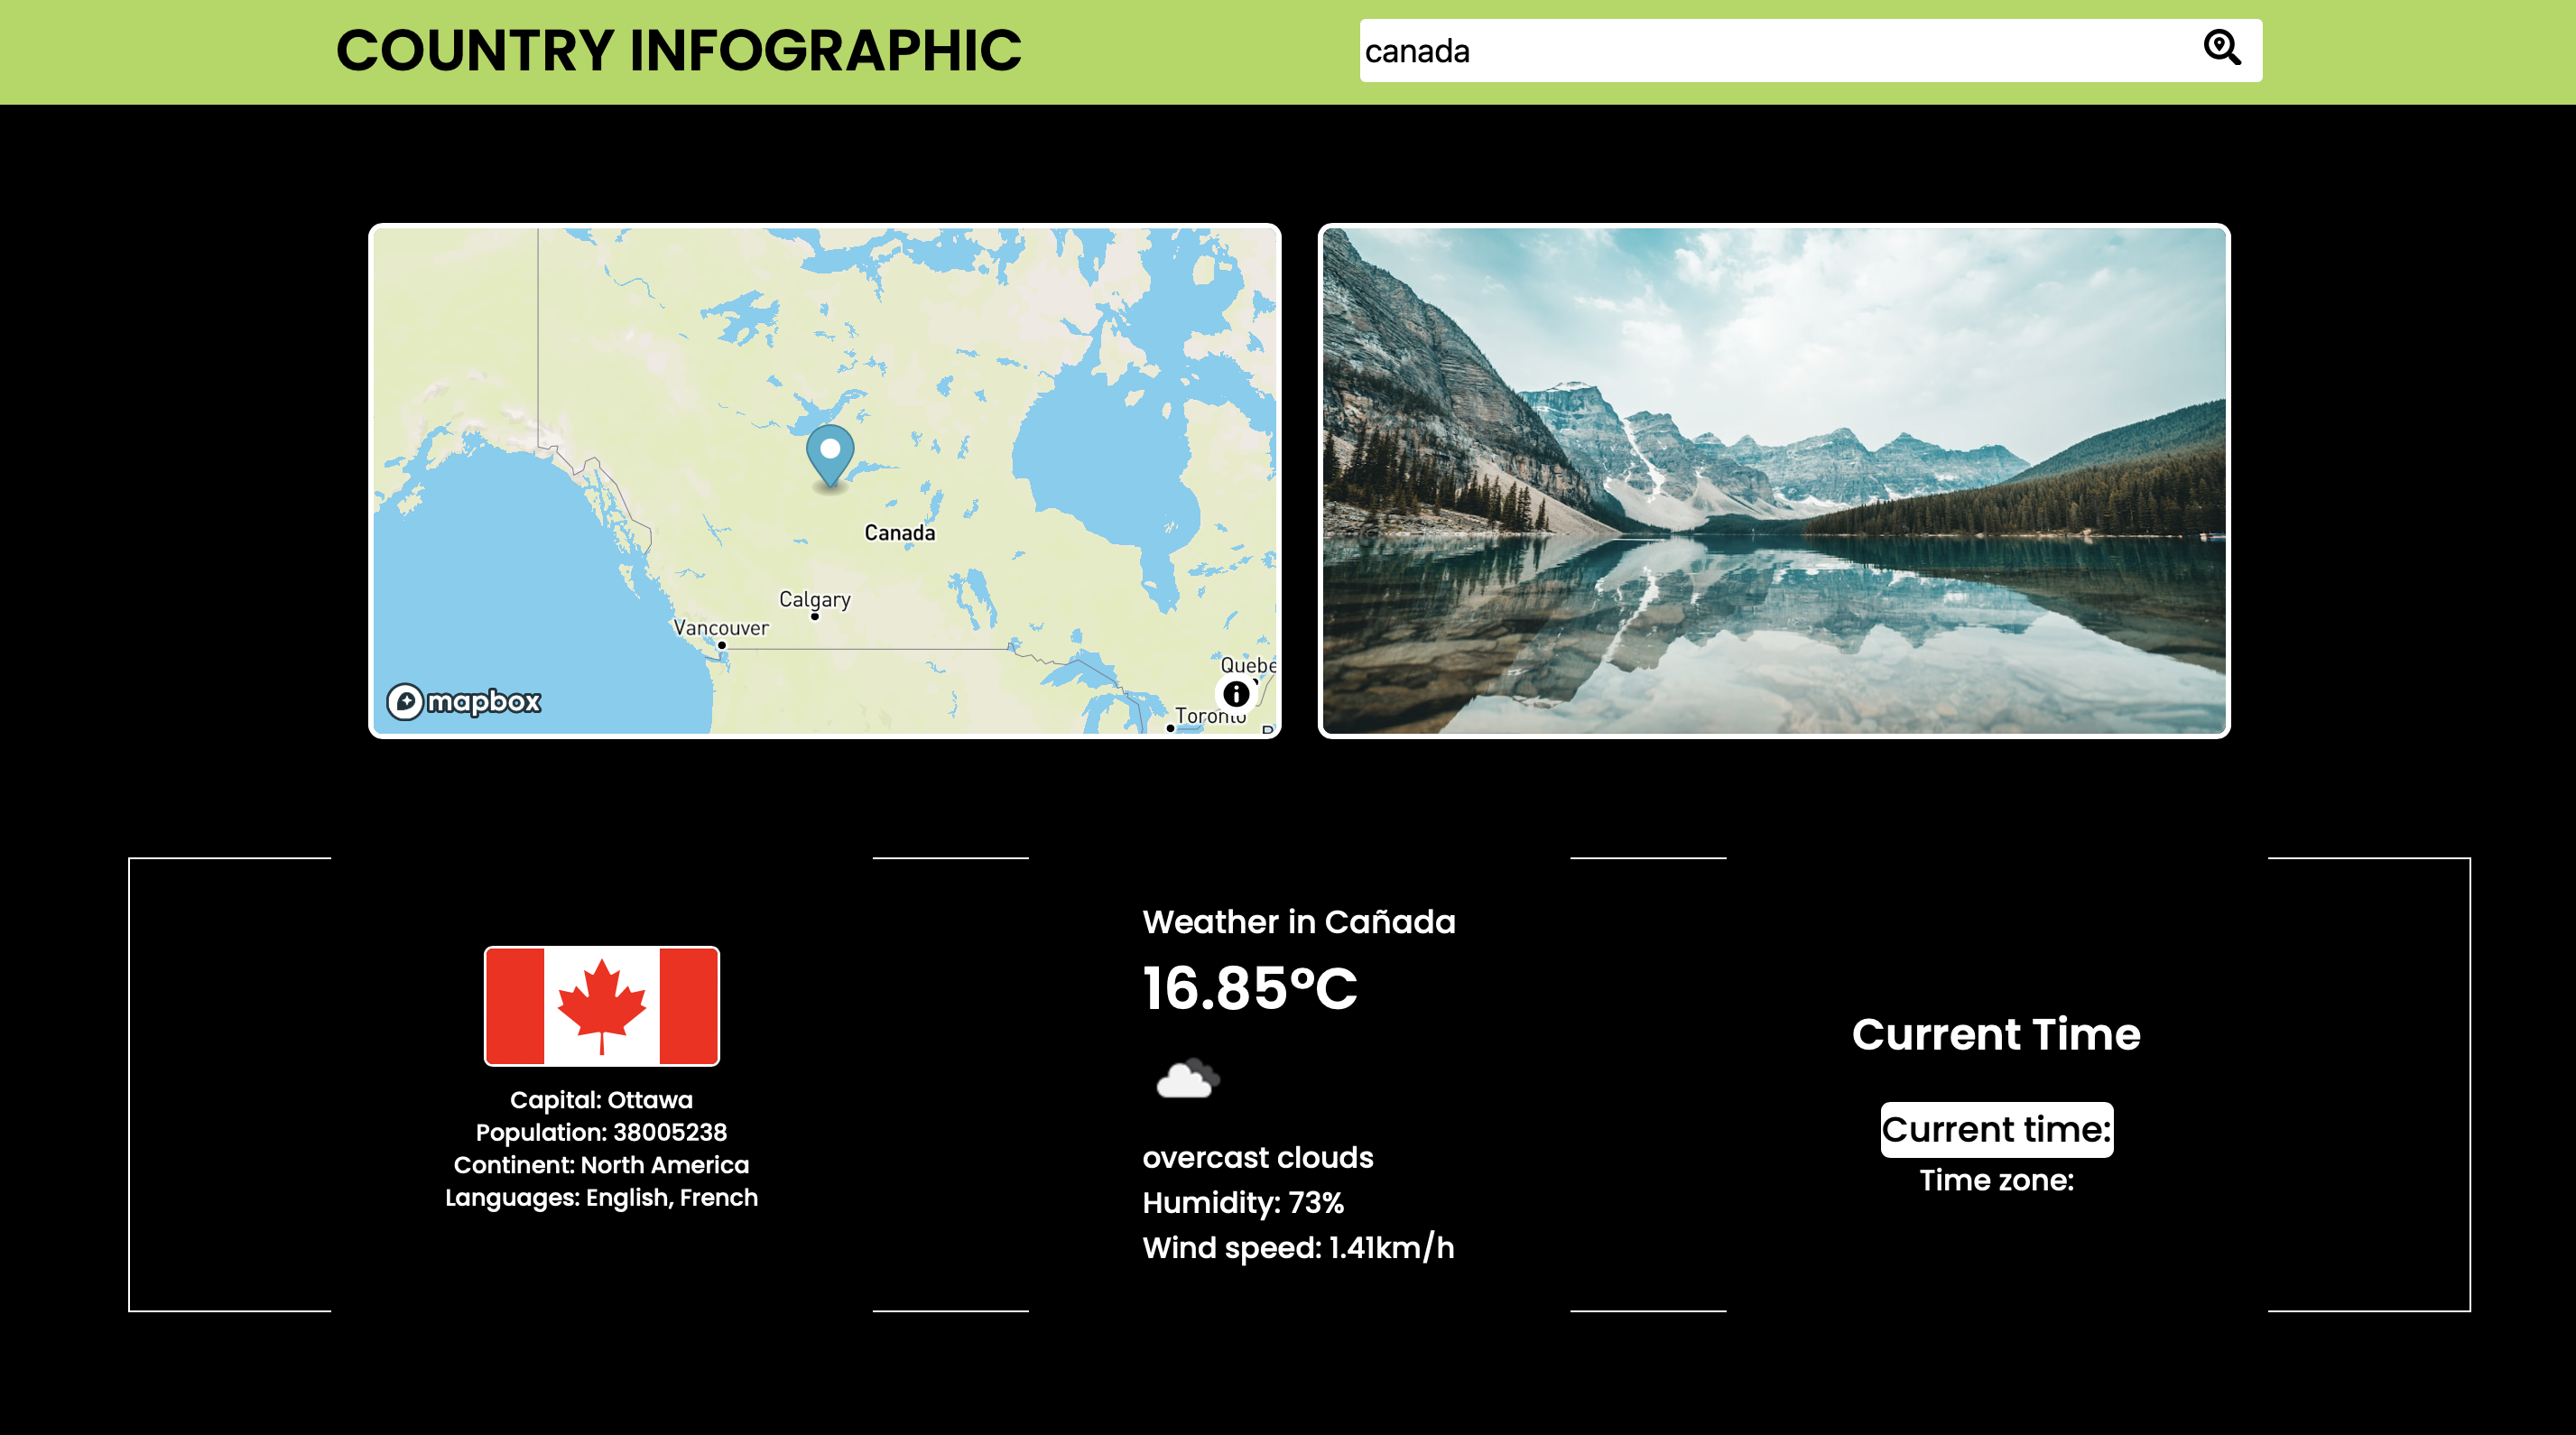 COUNTRY INFOGRAPHIC
canada
Canada
Calgary
Vancouver
Quebe
Toronto
mapbox
Capital: Ottawa
Population: 38005238
Continent: North America
Languages: English, French
Weather in Cañada
16.85°C
overcast clouds
Humidity: 73%
Wind speed: 1.41km/h
Current Time
Current time:
Time zone: